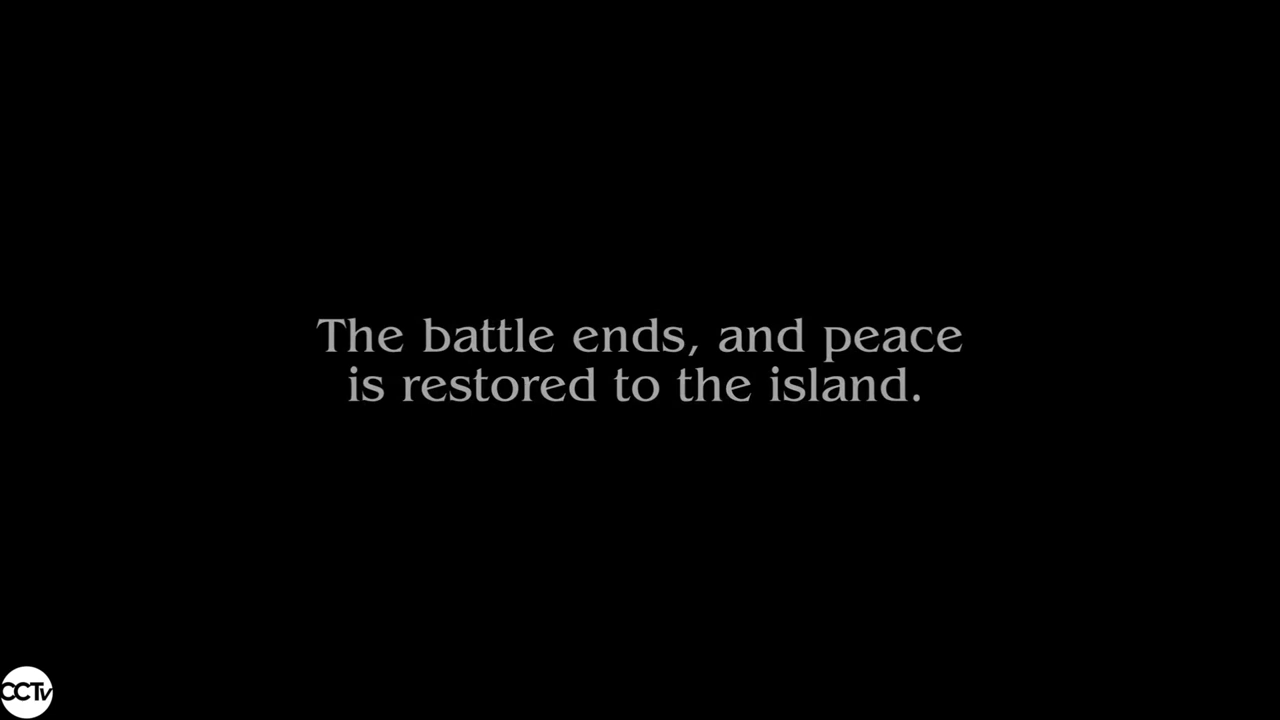 The battle ends, and peace
is restored to the island.
CCTv